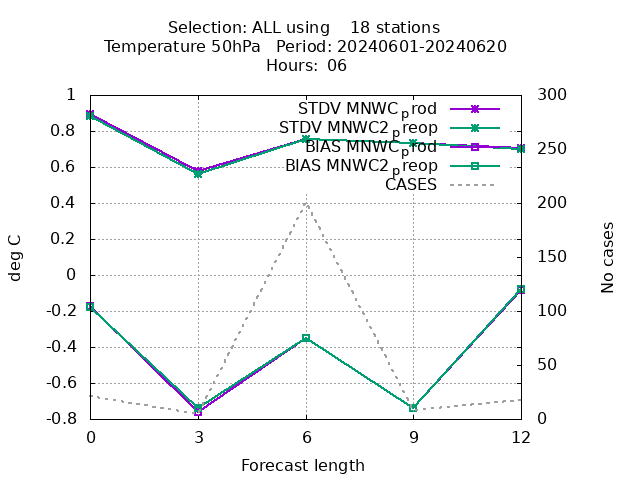 Selection: ALL using    18 stations
Temperature 50hPa   Period: 20240601-20240620
Hours:  06
1
0.8
0.6
0.4
0.2
0
-0.2
-0.4
-0.6
-0.8
deg C
STDV MNWC_prod
STDV MNWC2_preop
BIAS MNWC_prod
BIAS MNWC2_preop
CASES
300
250
200
150
100
50
0
No cases
0 3 6 9 12
Forecast length